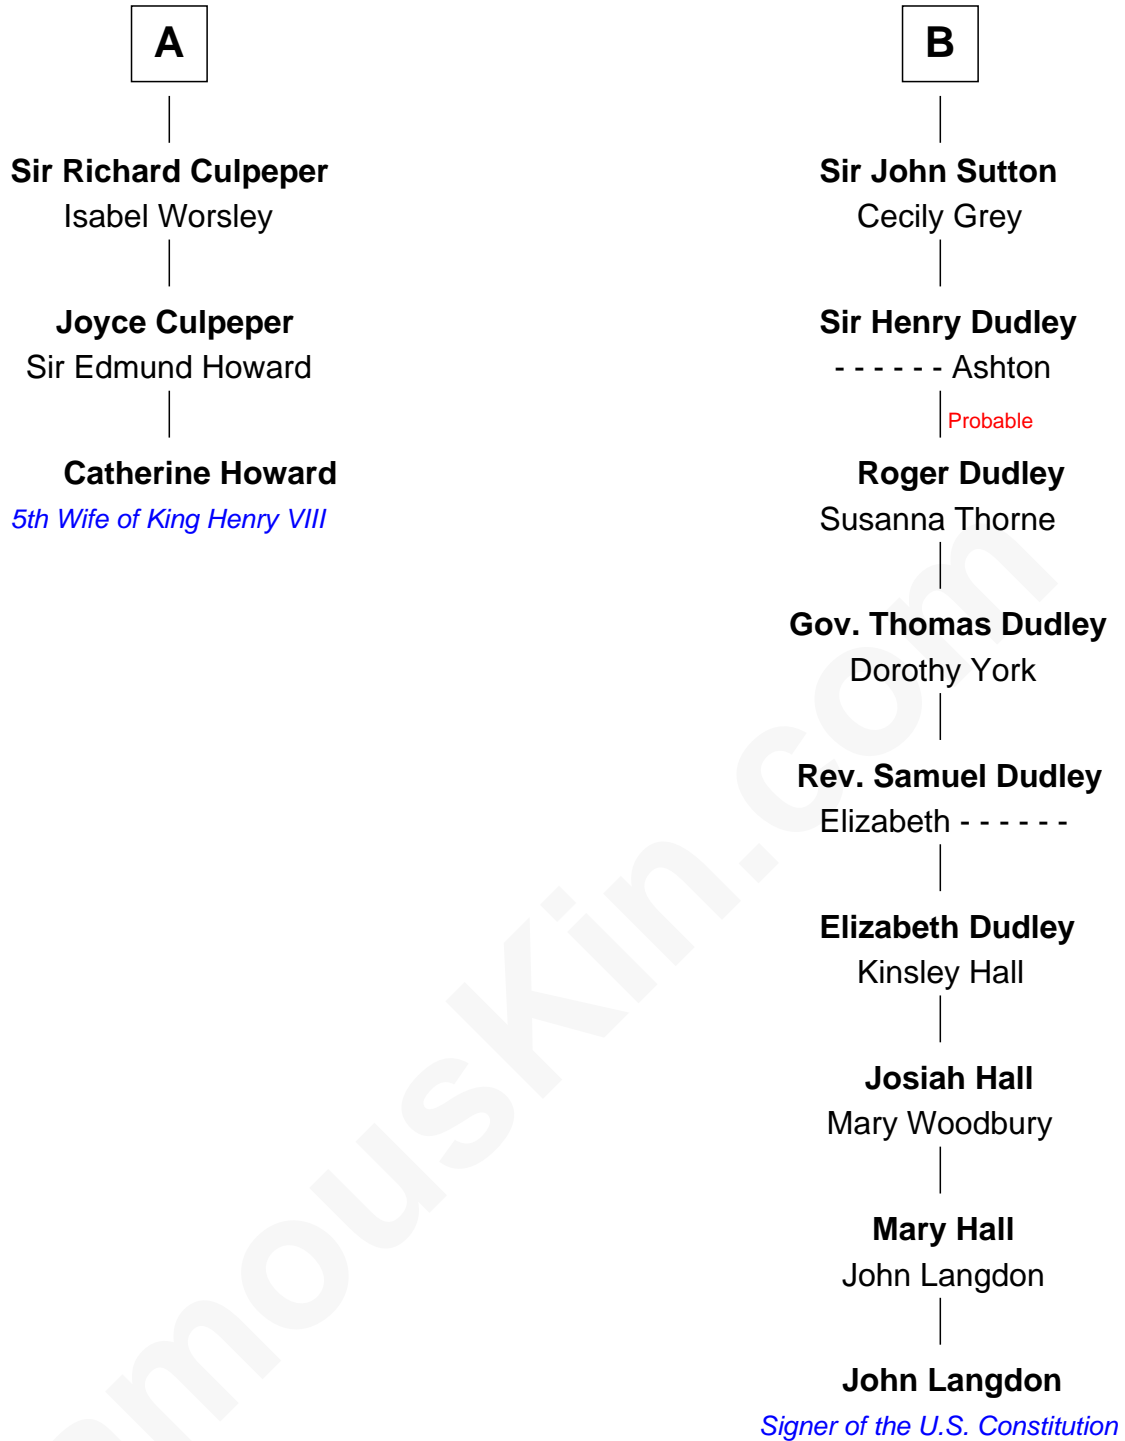 A
Sir Richard Culpeper
Isabel Worsley
Joyce Culpeper
Sir Edmund Howard
Catherine Howard
5th Wife of King Henry VIII
B
Sir John Sutton
Cecily Grey
Sir Henry Dudley
- - - - - - Ashton
Probable
Roger Dudley
Susanna Thorne
Gov. Thomas Dudley
Dorothy York
Rev. Samuel Dudley
Elizabeth - - - - - -
Elizabeth Dudley
Kinsley Hall
Josiah Hall
Mary Woodbury
Mary Hall
John Langdon
John Langdon
Signer of the U.S. Constitution
amouskin.com